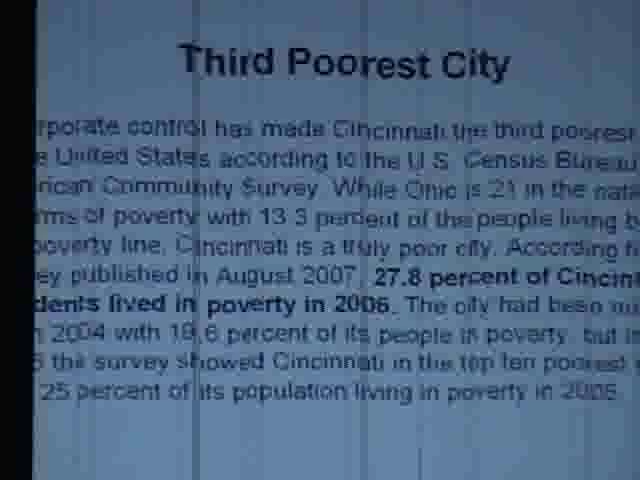 Third Poorest City
rporate control has made Cincinnati the third poorest
e United States according to the U.S. Census Bureau
rican Community Survey. While Ohio is 21 in the nati
rms of poverty with 13.3 percent of the people living b
poverty line, Cincinnati is a truly poor city. According t
ey published in August 2007, 27.8 percent of Cincin
dents lived in poverty in 2006. The city had been
n 2004 with 19.6 percent of its people in poverty, but i
the survey showed Cincinnati in the top ten poorest
25 percent of its population living in poverty in 2005.